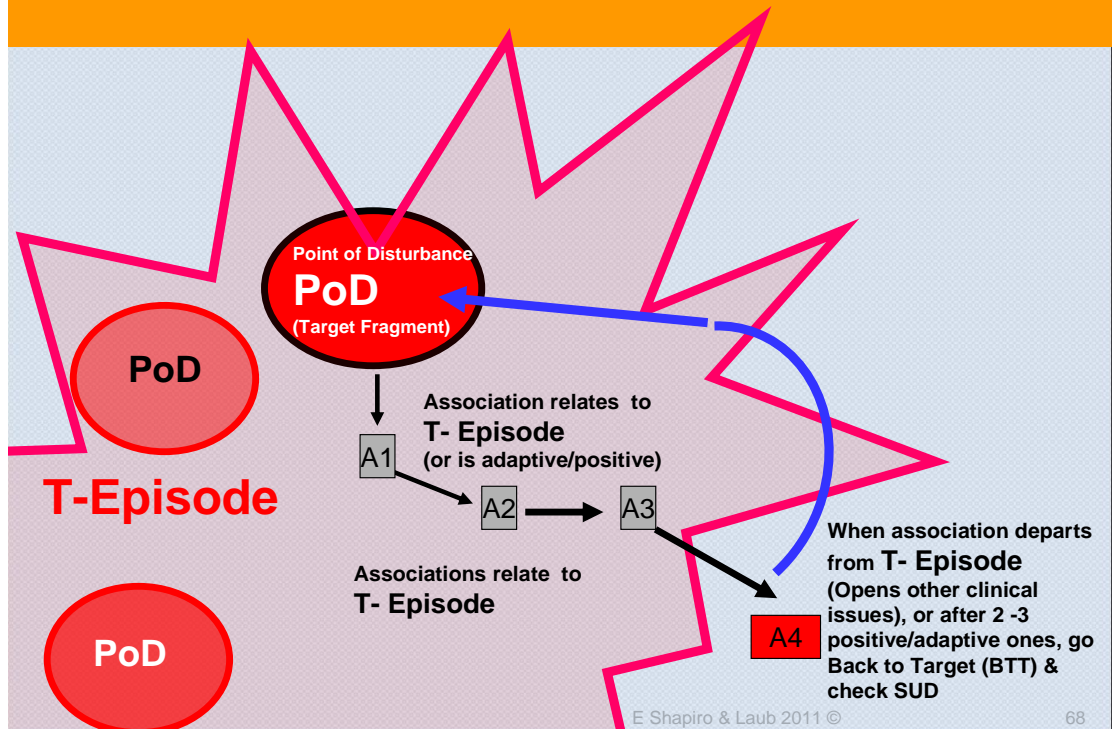 Point of Disturbance
PoD
(Target Fragment)
PoD
Association relates to
T- Episode
(or is adaptive/positive)
A1
T-Episode
A2
A3
When association departs
from T- Episode
(Opens other clinical
issues), or after 2 -3
positive/adaptive ones, go
Back to Target (BTT) &
check SUD
A4
Associations relate to
T- Episode
PoD
E Shapiro & Laub 2011 ©
68